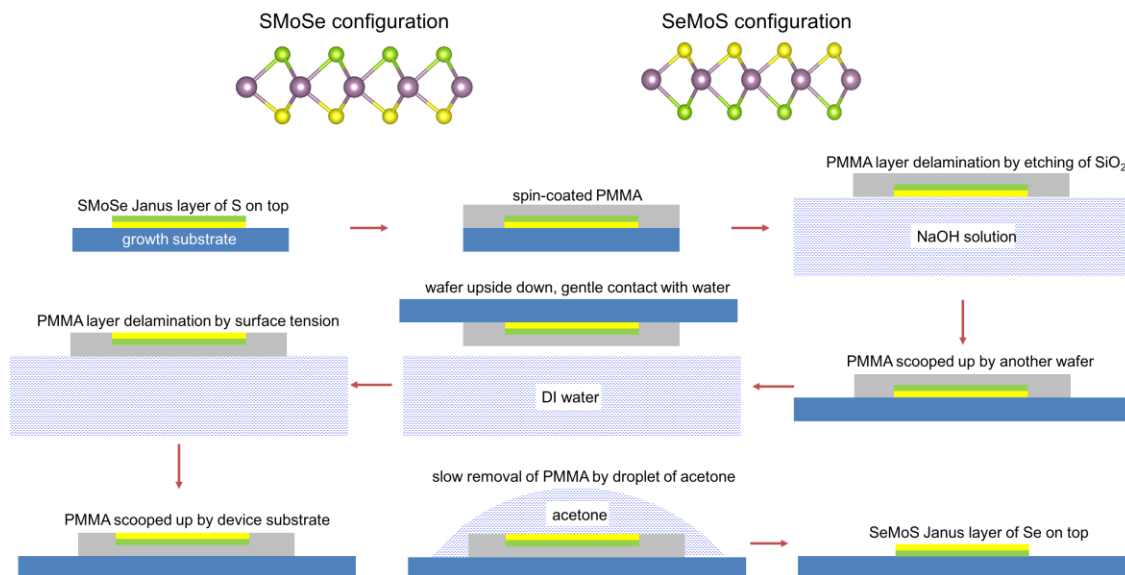 SMoSe configuration
SeMoS configuration
SMoSe Janus layer of S on top
growth substrate
spin-coated PMMA
PMMA layer delamination by etching of SiO₂
NaOH solution
PMMA scooped up by another wafer
wafer upside down, gentle contact with water
DI water
PMMA layer delamination by surface tension
PMMA scooped up by device substrate
slow removal of PMMA by droplet of acetone
acetone
SeMoS Janus layer of Se on top